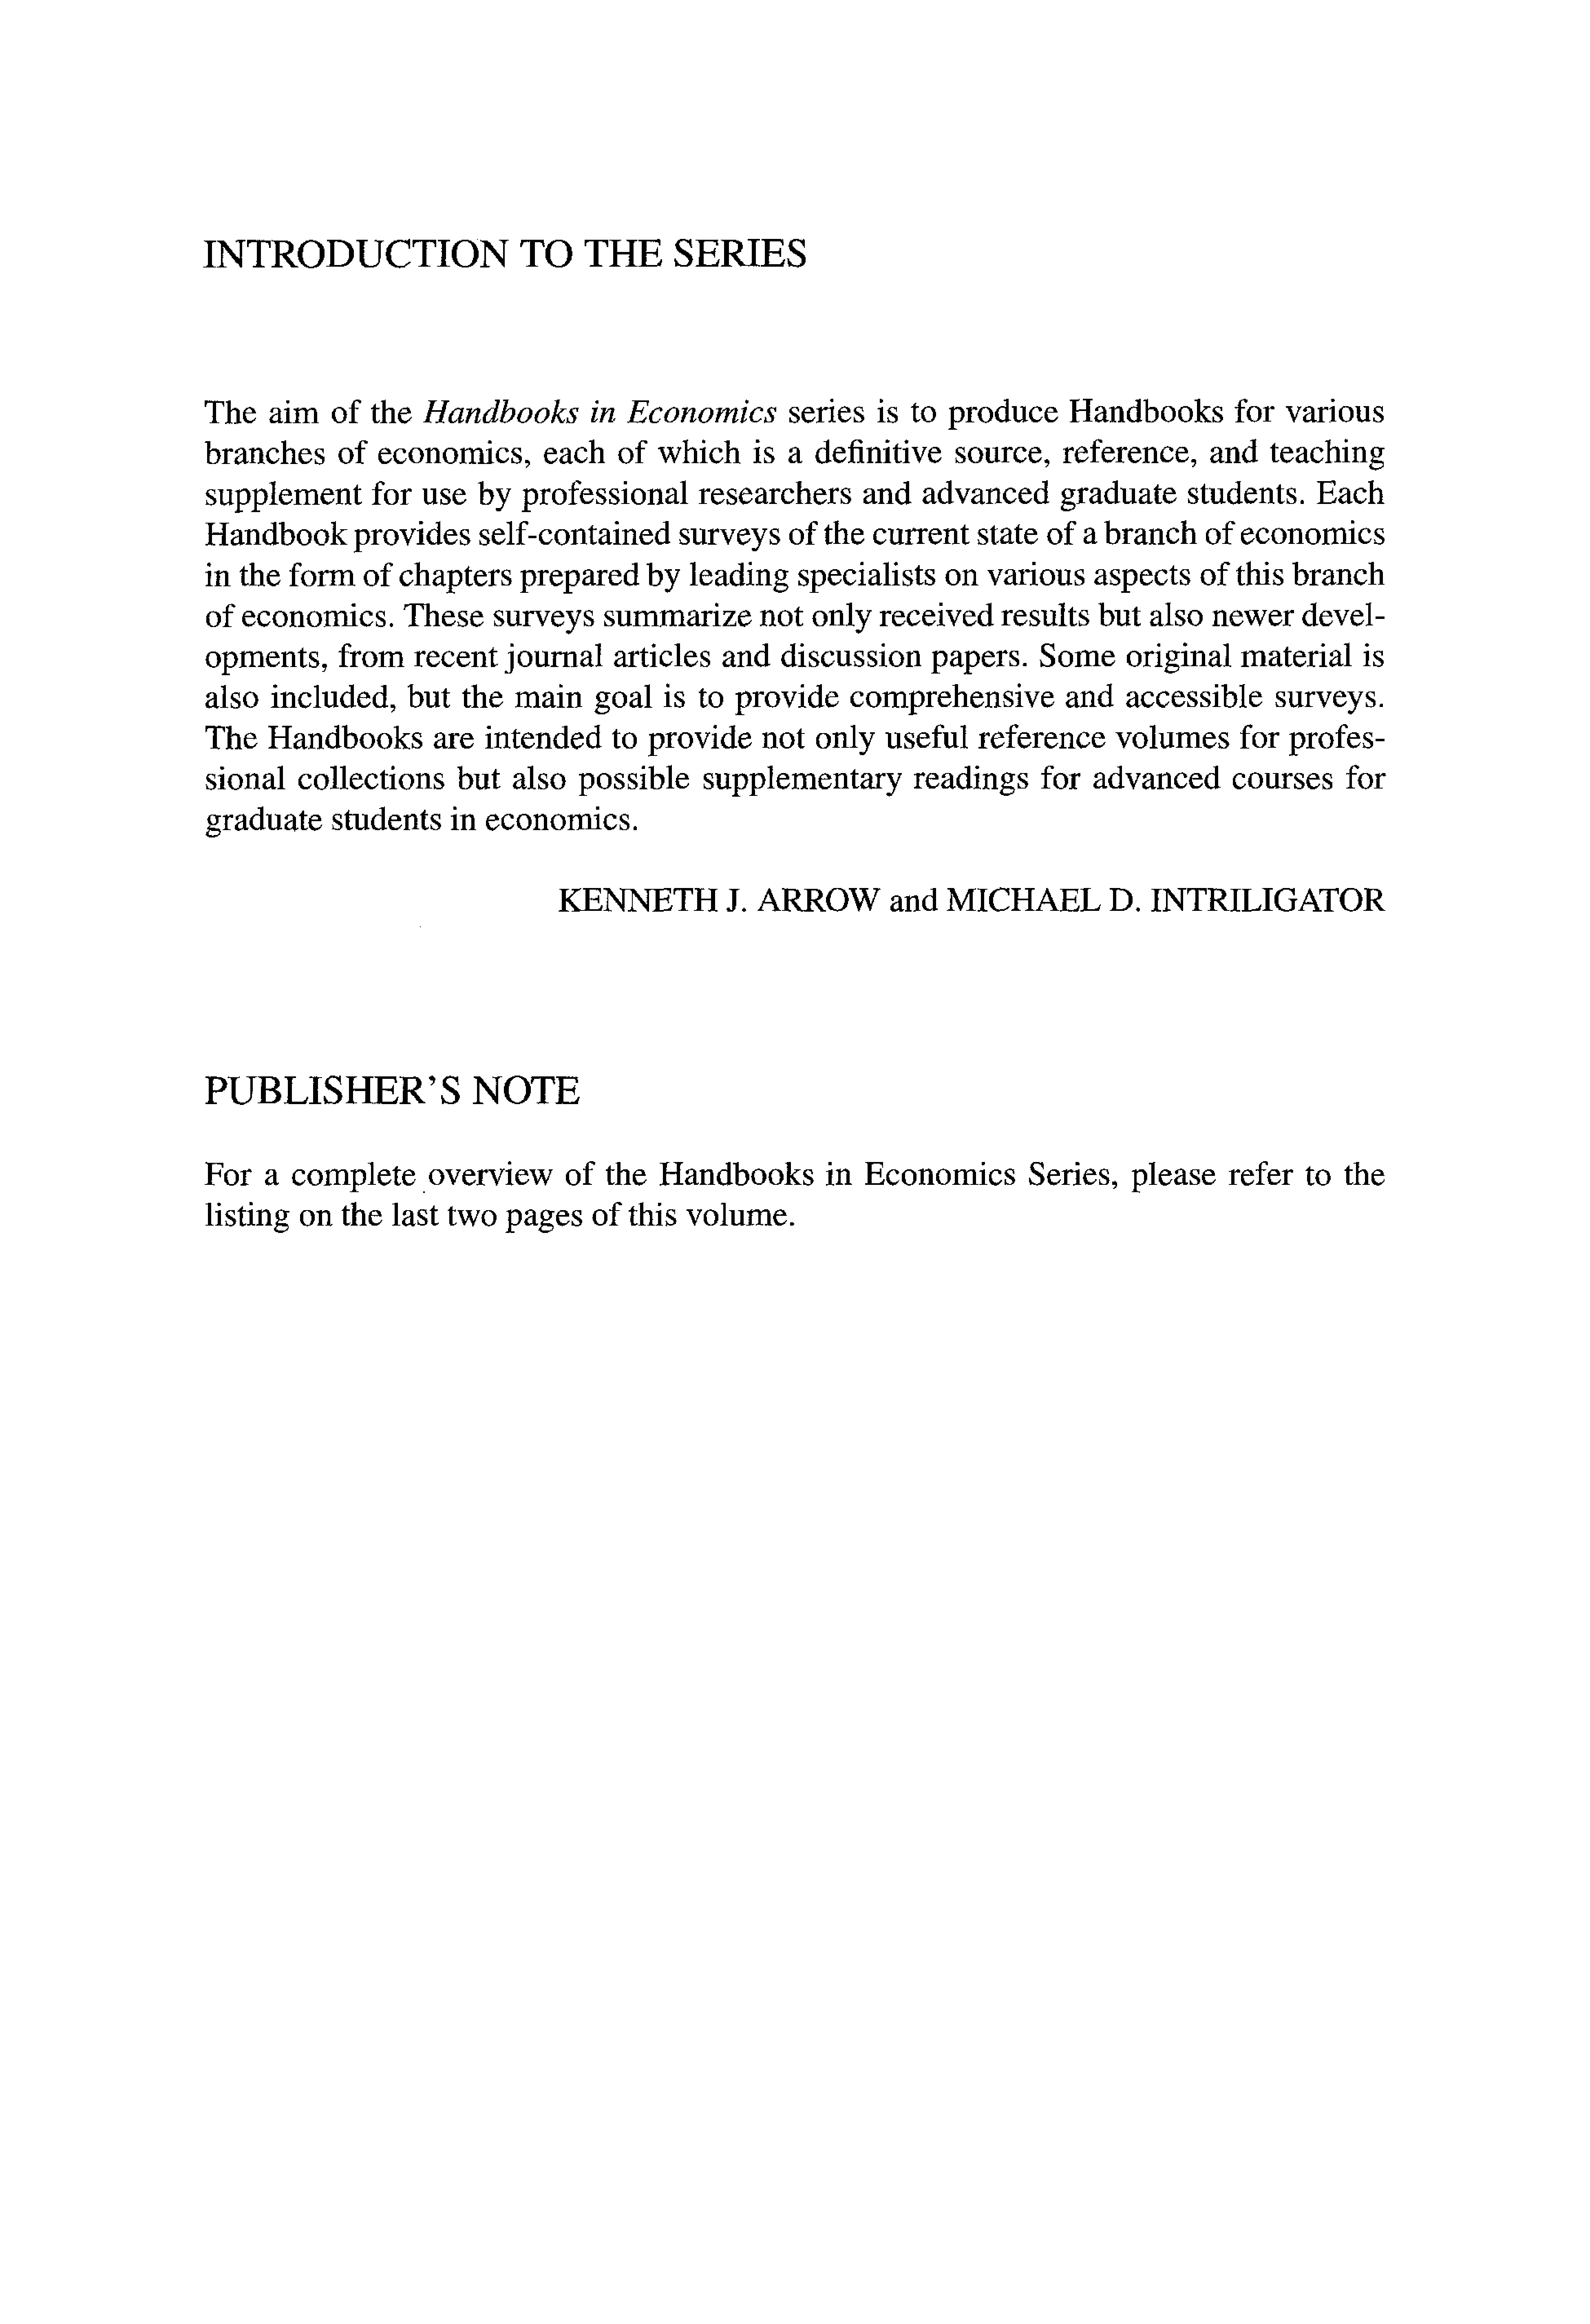 INTRODUCTION TO THE SERIES
The aim of the Handbooks in Economics series is to produce Handbooks for various
branches of economics, each of which is a definitive source, reference, and teaching
supplement for use by professional researchers and advanced graduate students. Each
Handbook provides self-contained surveys of the current state of a branch of economics
in the form of chapters prepared by leading specialists on various aspects of this branch
of economics. These surveys summarize not only received results but also newer devel-
opments, from recent journal articles and discussion papers. Some original material is
also included, but the main goal is to provide comprehensive and accessible surveys.
The Handbooks are intended to provide not only useful reference volumes for profes-
sional collections but also possible supplementary readings for advanced courses for
graduate students in economics.
KENNETH J. ARROW and MICHAEL D. INTRILIGATOR
PUBLISHER'S NOTE
For a complete overview of the Handbooks in Economics Series, please refer to the
listing on the last two pages of this volume.